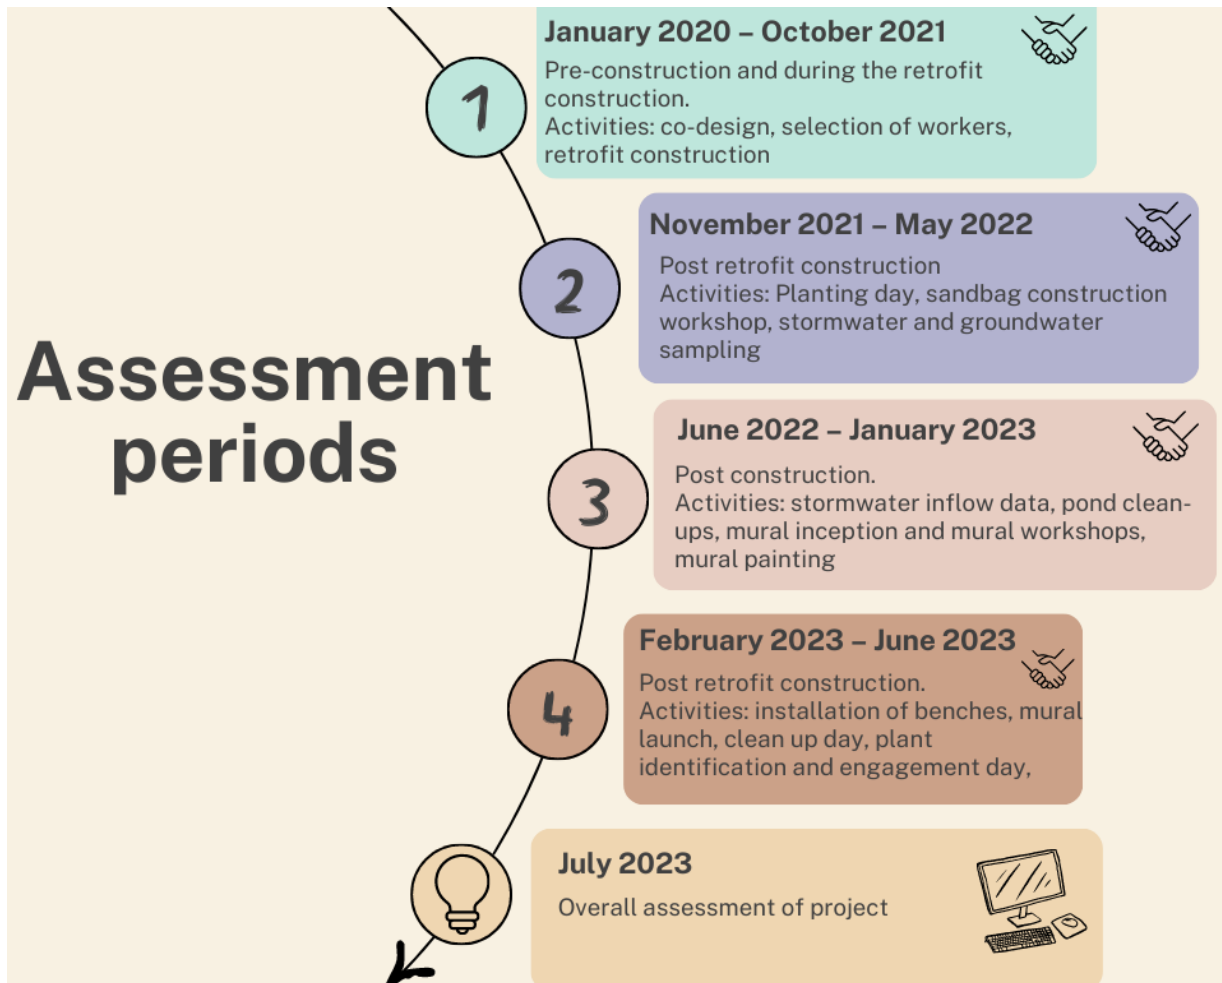 Assessment
periods
1
January 2020 – October 2021
Pre-construction and during the retrofit
construction.
Activities: co-design, selection of workers,
retrofit construction
2
November 2021 – May 2022
Post retrofit construction
Activities: Planting day, sandbag construction
workshop, stormwater and groundwater
sampling
3
June 2022 – January 2023
Post construction.
Activities: stormwater inflow data, pond clean-
ups, mural inception and mural workshops,
mural painting
4
February 2023 – June 2023
Post retrofit construction.
Activities: installation of benches, mural
launch, clean up day, plant
identification and engagement day,
July 2023
Overall assessment of project